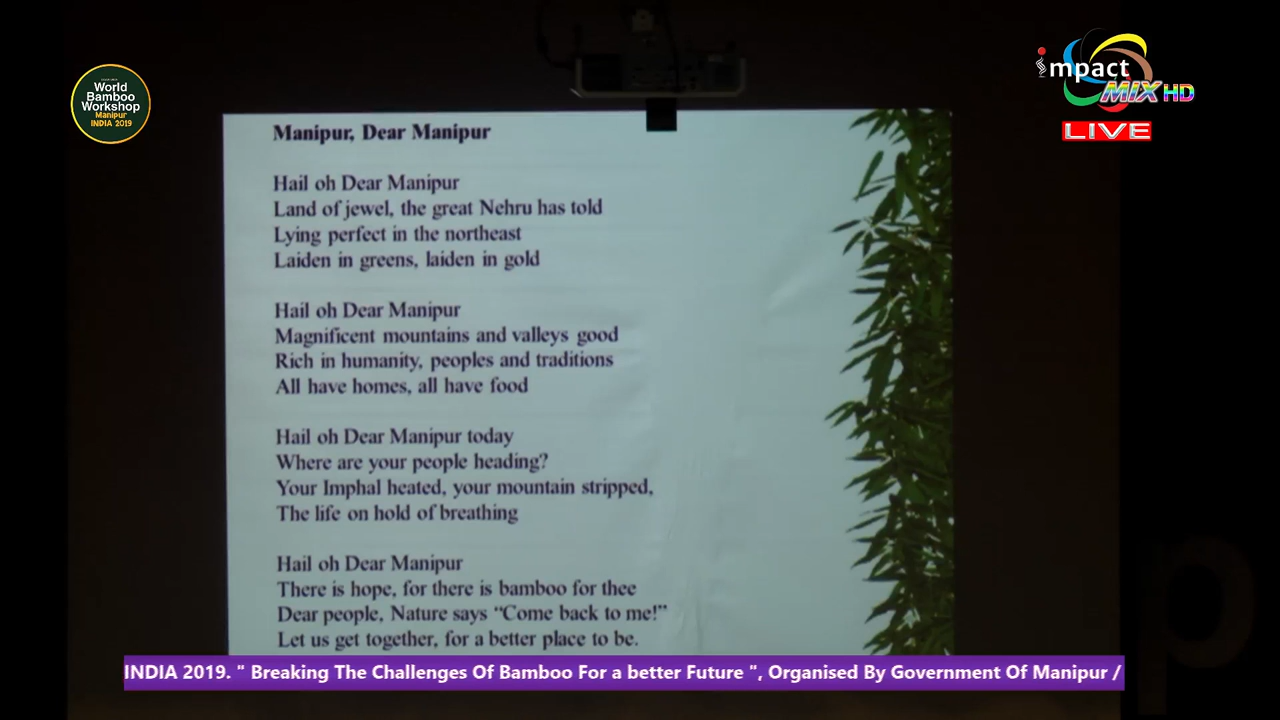 World
Bamboo
Workshop
Manipur
INDIA 2019
impact
MIX HD
LIVE
Manipur, Dear Manipur
Hail oh Dear Manipur
Land of jewel, the great Nehru has told
Lying perfect in the northeast
Laiden in greens, laiden in gold
Hail oh Dear Manipur
Magnificent mountains and valleys good
Rich in humanity, peoples and traditions
All have homes, all have food
Hail oh Dear Manipur today
Where are your people heading?
Your Imphal heated, your mountain stripped,
The life on hold of breathing
Hail oh Dear Manipur
There is hope, for there is bamboo for thee
Dear people, Nature says “Come back to me!”
Let us get together, for a better place to be.
INDIA 2019. " Breaking The Challenges Of Bamboo For a better Future ", Organised By Government Of Manipur /